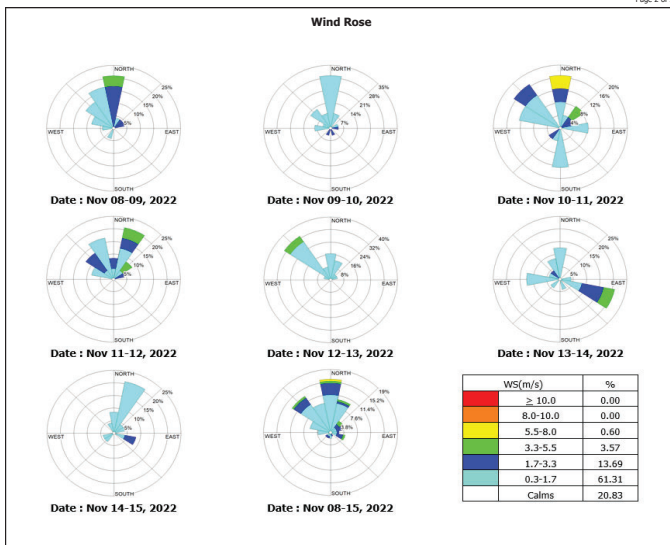 Page 2 of
Wind Rose
NORTH
25%
20%
15%
10%
5%
WEST
EAST
SOUTH
Date : Nov 08-09, 2022
NORTH
35%
28%
21%
14%
7%
WEST
EAST
SOUTH
Date : Nov 09-10, 2022
NORTH
20%
16%
12%
8%
4%
WEST
EAST
SOUTH
Date : Nov 10-11, 2022
NORTH
25%
20%
15%
10%
5%
WEST
EAST
SOUTH
Date : Nov 11-12, 2022
NORTH
40%
32%
24%
16%
8%
WEST
EAST
SOUTH
Date : Nov 12-13, 2022
NORTH
25%
20%
15%
10%
5%
WEST
EAST
SOUTH
Date : Nov 13-14, 2022
NORTH
25%
20%
15%
10%
5%
WEST
EAST
SOUTH
Date : Nov 14-15, 2022
NORTH
19%
15.2%
11.4%
7.6%
3.8%
WEST
EAST
SOUTH
Date : Nov 08-15, 2022
WS(m/s) %
≥ 10.0 0.00
8.0-10.0 0.00
5.5-8.0 0.60
3.3-5.5 3.57
1.7-3.3 13.69
0.3-1.7 61.31
Calms 20.83